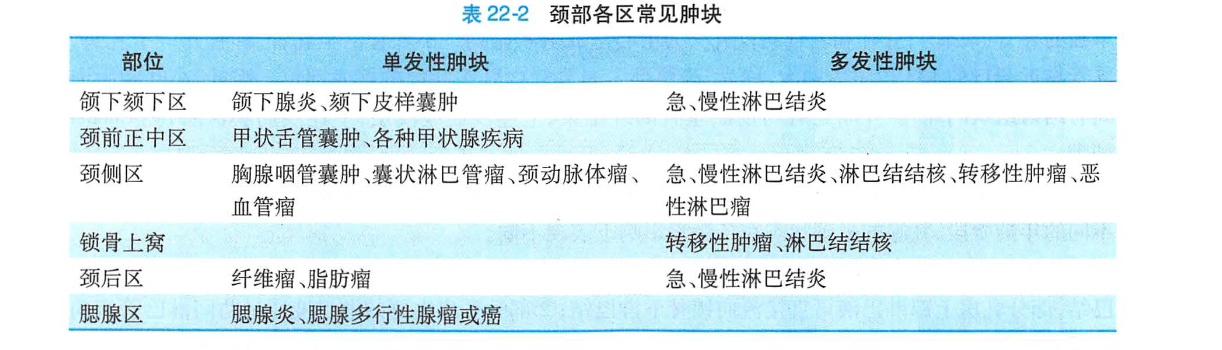 表 22-2 颈部各区常见肿块
部位 单发性肿块 多发性肿块
颌下颏下区 颌下腺炎、颏下皮样囊肿 急、慢性淋巴结炎
颈前正中区 甲状舌管囊肿、各种甲状腺疾病
颈侧区 胸腺咽管囊肿、囊状淋巴管瘤、颈动脉体瘤、 急、慢性淋巴结炎、淋巴结结核、转移性肿瘤、恶
血管瘤 性淋巴瘤
锁骨上窝 转移性肿瘤、淋巴结结核
颈后区 纤维瘤、脂肪瘤 急、慢性淋巴结炎
腮腺区 腮腺炎、腮腺多行性腺瘤或癌